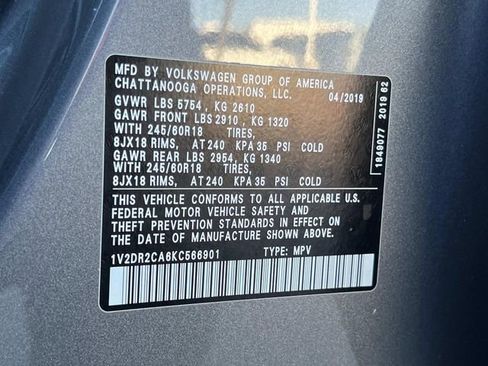 MFD BY VOLKSWAGEN GROUP OF AMERICA
CHATTANOOGA OPERATIONS, LLC. 04/2019
GVWR LBS 5754 , KG 2610
GAWR FRONT LBS 2910 , KG 1320
WITH 245/60R18 TIRES,
8JX18 RIMS, AT 240 KPA 35 PSI COLD
GAWR REAR LBS 2954, KG 1340
WITH 245/60R18 TIRES,
8JX18 RIMS, AT 240 KPA 35 PSI COLD
THIS VEHICLE CONFORMS TO ALL APPLICABLE U.S.
FEDERAL MOTOR VEHICLE SAFETY AND
THEFT PREVENTION STANDARDS IN EFFECT ON
THE DATE OF MANUFACTURE SHOWN ABOVE.
1V2DR2CA6KC566901 TYPE: MPV
1849077 2019 62